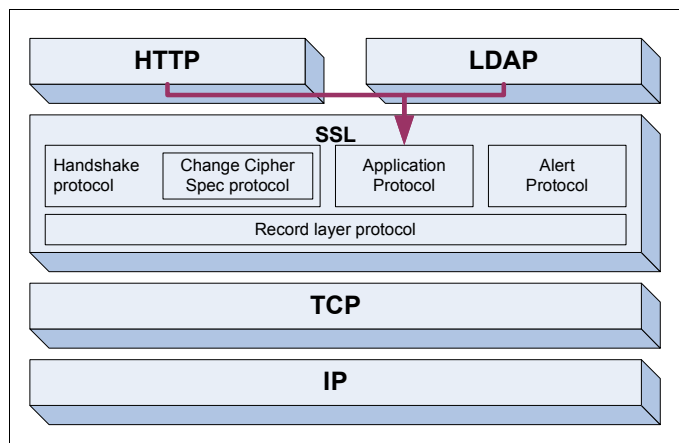 HTTP
LDAP
SSL
Handshake
protocol
Change Cipher
Spec protocol
Application
Protocol
Alert
Protocol
Record layer protocol
TCP
IP